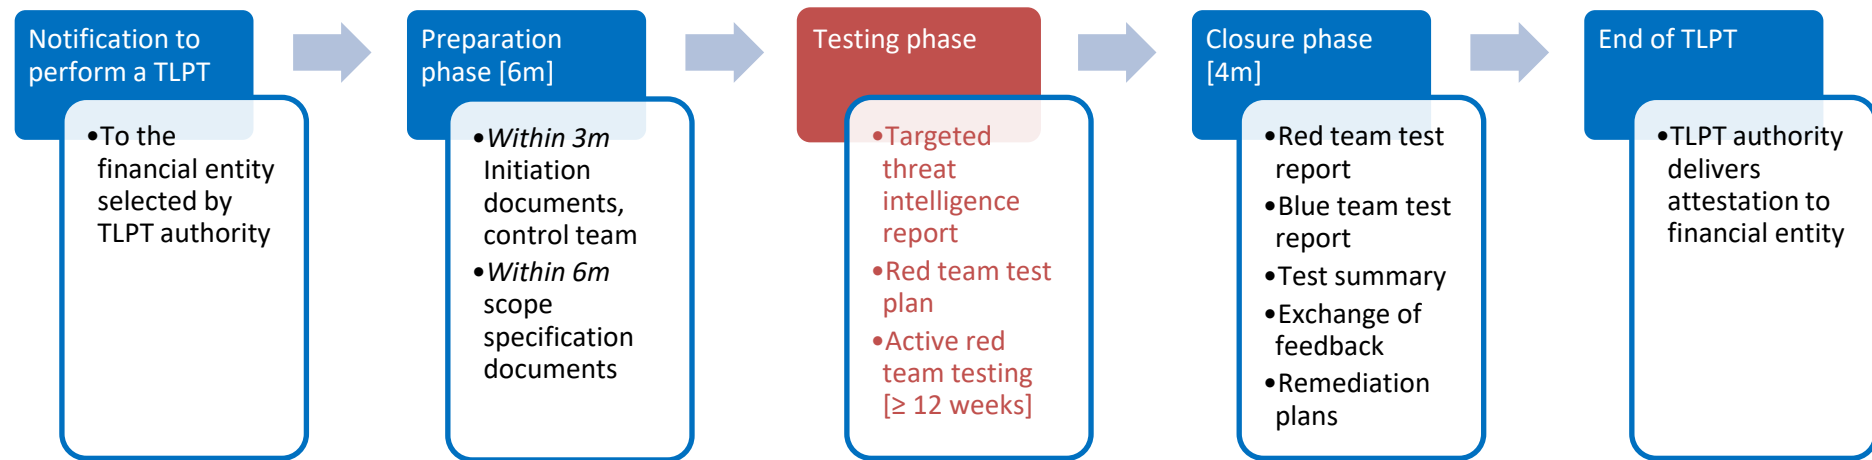 Notification to
perform a TLPT
•To the
financial entity
selected by
TLPT authority
Preparation
phase [6m]
•Within 3m
Initiation
documents,
control team
•Within 6m
scope
specification
documents
Testing phase
•Targeted
threat
intelligence
report
•Red team test
plan
•Active red
team testing
[≥ 12 weeks]
Closure phase
[4m]
•Red team test
report
•Blue team test
report
•Test summary
•Exchange of
feedback
•Remediation
plans
End of TLPT
•TLPT authority
delivers
attestation to
financial entity